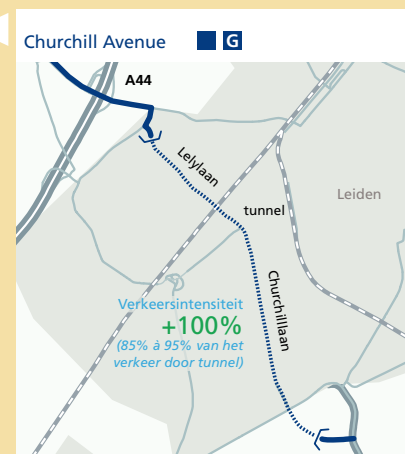 Churchill Avenue G
A44
Lelylaan
tunnel
Leiden
Churchilllaan
Verkeersintensiteit
+100%
(85% à 95% van het
verkeer door tunnel)